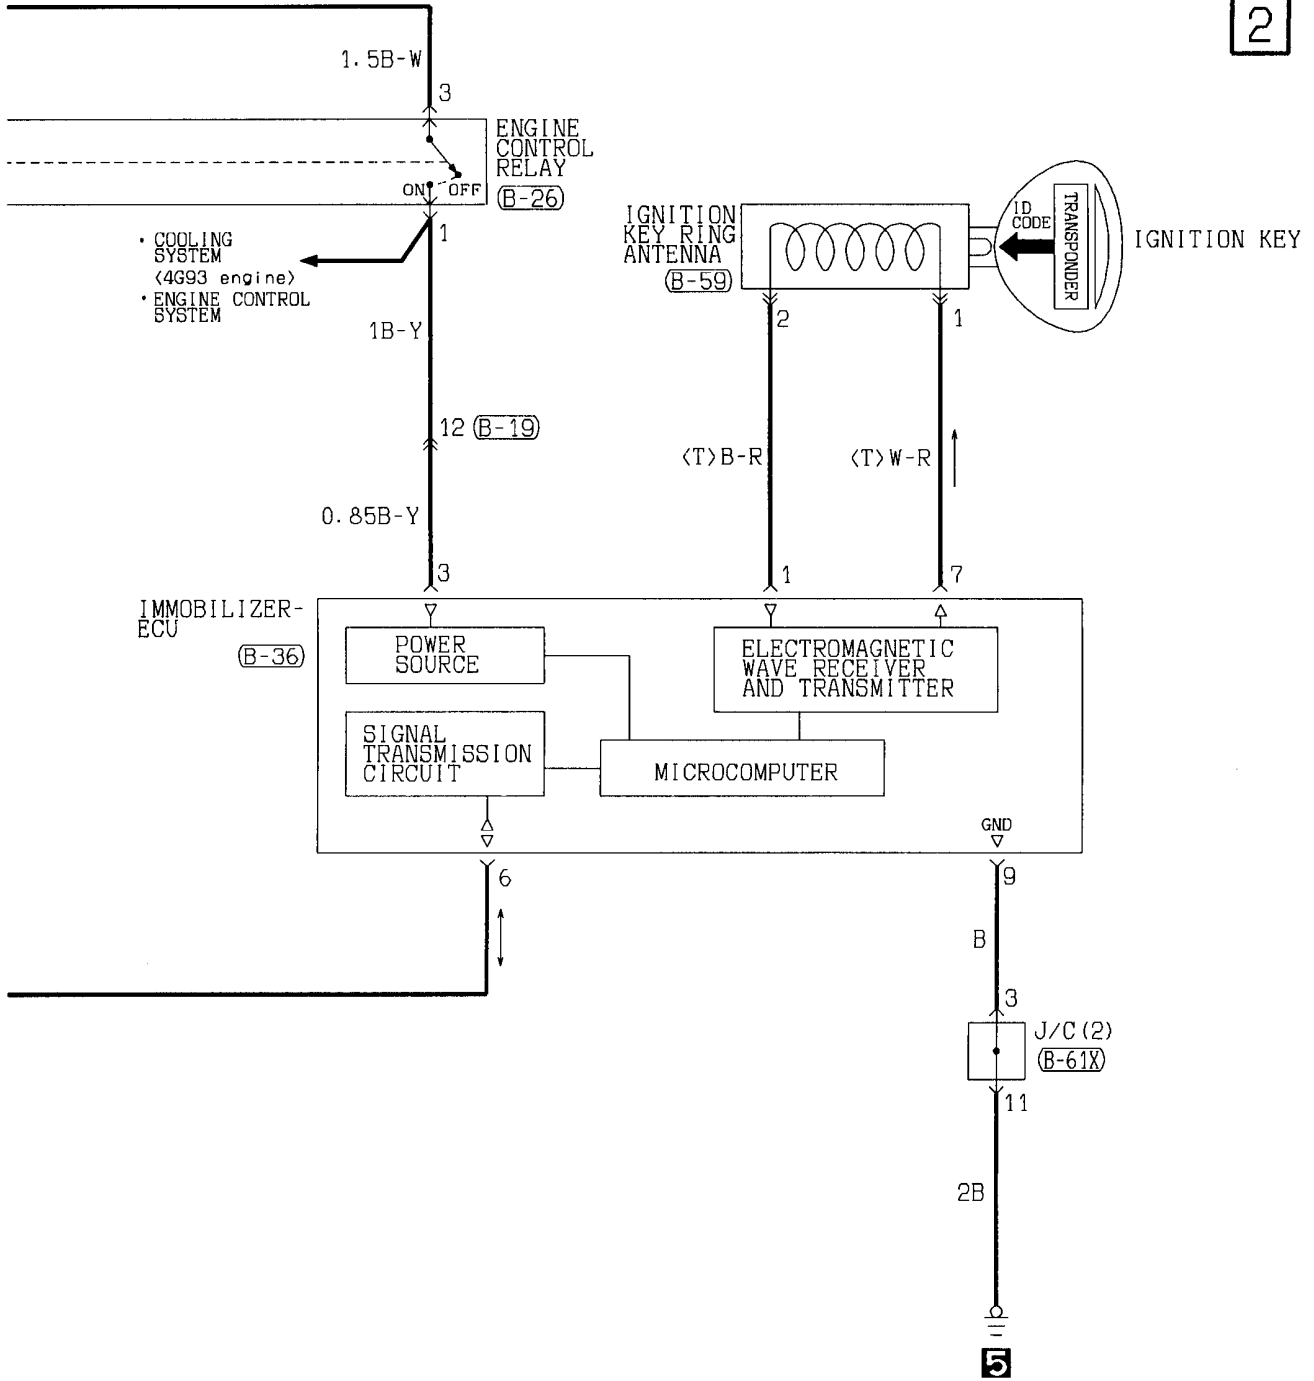 2
1.5B-W
3
ENGINE
CONTROL
RELAY
B-26
ON OFF
1
· COOLING
SYSTEM
<4G93 engine>
· ENGINE CONTROL
SYSTEM
1B-Y
12 B-19
0.85B-Y
3
IGNITION
KEY RING
ANTENNA
B-59
ID
CODE
TRANSPONDER
IGNITION KEY
2
1
<T>B-R
<T>W-R
1
7
IMMOBILIZER-
ECU
B-36
POWER
SOURCE
ELECTROMAGNETIC
WAVE RECEIVER
AND TRANSMITTER
SIGNAL
TRANSMISSION
CIRCUIT
MICROCOMPUTER
GND
6
9
B
3
J/C(2)
B-61X
11
2B
5